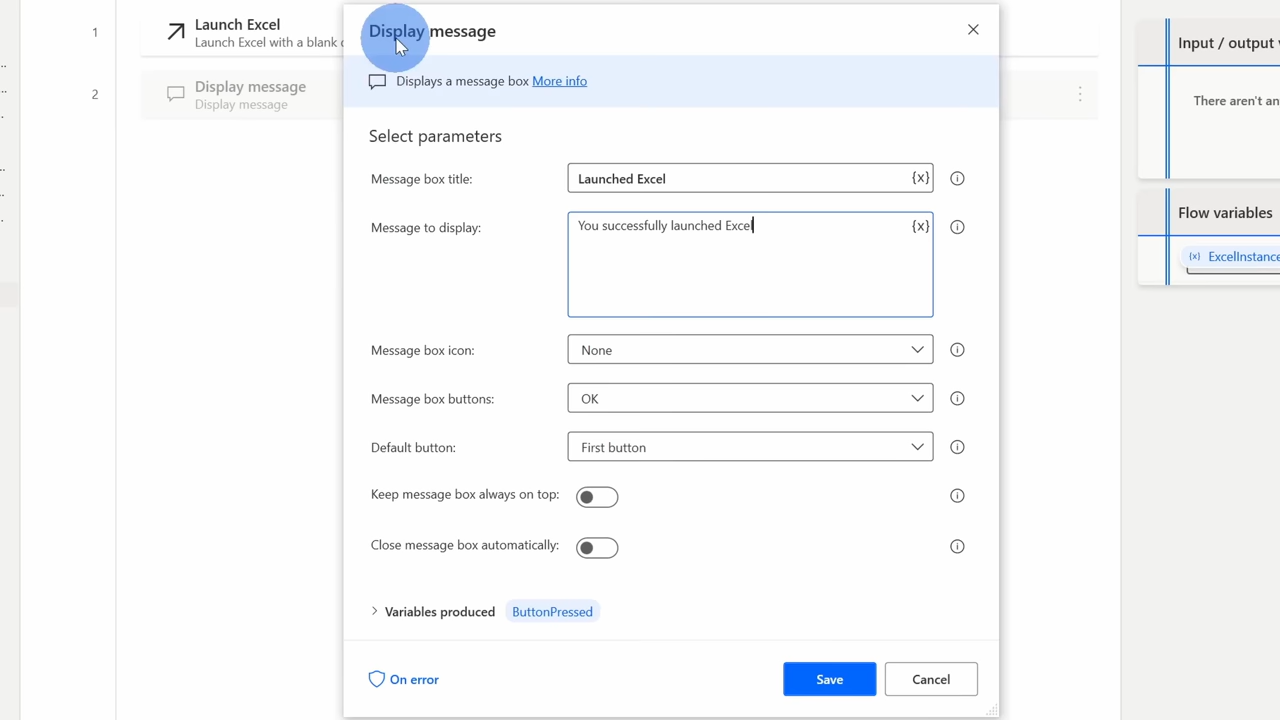 1
Launch Excel
Launch Excel with a blank
2
Display message
Display message
Display message
Displays a message box More info
Select parameters
Message box title:
Launched Excel
{x}
Message to display:
You successfully launched Excel
{x}
Message box icon:
None
Message box buttons:
OK
Default button:
First button
Keep message box always on top:
Close message box automatically:
Variables produced
ButtonPressed
On error
Save
Cancel
Input / output
There aren't an
Flow variables
{x} ExcelInstance